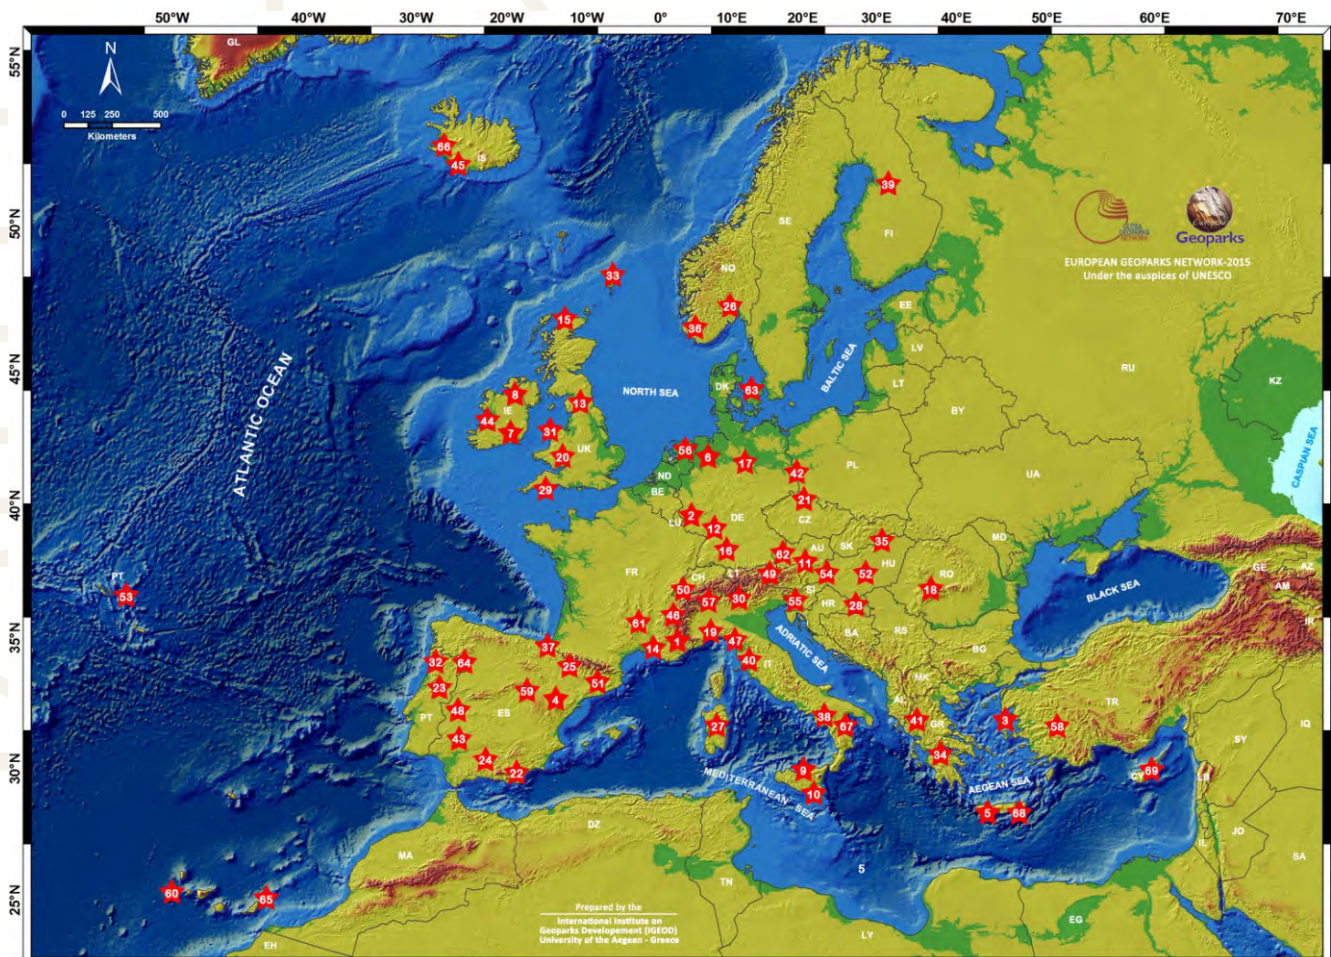 50°W 40°W 30°W 20°W 10°W 0° 10°E 20°E 30°E 40°E 50°E 60°E 70°E
55°N
50°N
45°N
40°N
35°N
30°N
25°N
GL
N
0 125 250 500
Kilometers
66
45
IS
39
SE
FI
Geoparks
EUROPEAN GEOPARKS NETWORK-2015
Under the auspices of UNESCO
33
NO
26
36
15
EE
LV
LT
RU
KZ
ATLANTIC OCEAN
NORTH SEA
BALTIC SEA
CASPIAN SEA
DK
63
8
IE
44
7
13
31
UK
20
29
BY
56
6
17
ND
BE
42
PL
21
UA
2
LU
DE
12
CZ
16
62
AU
11
SK
35
MD
FR
CH
LT
49
54
52
HU
RO
18
GE
AZ
AM
IR
PT
53
50
57
30
SI
55
HR
28
BLACK SEA
46
61
1
14
19
47
40
IT
ADRIATIC SEA
BA
RS
BG
MK
AL
37
25
51
32
64
23
59
4
48
ES
PT
43
24
22
27
38
67
41
GR
34
3
58
TR
SY
IQ
9
10
MEDITERRANEAN SEA
AEGEAN SEA
5
68
CY
69
LB
IL
JO
SA
MA
DZ
TN
5
60
65
EH
LY
EG
Prepared by the
International Institute on
Geoparks Developement (IGEOD)
University of the Aegean - Greece